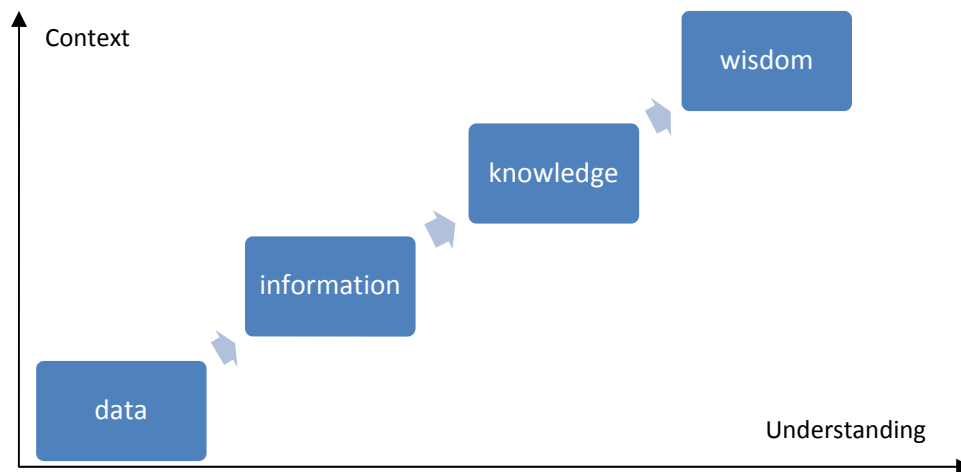 Context
wisdom
knowledge
information
data
Understanding